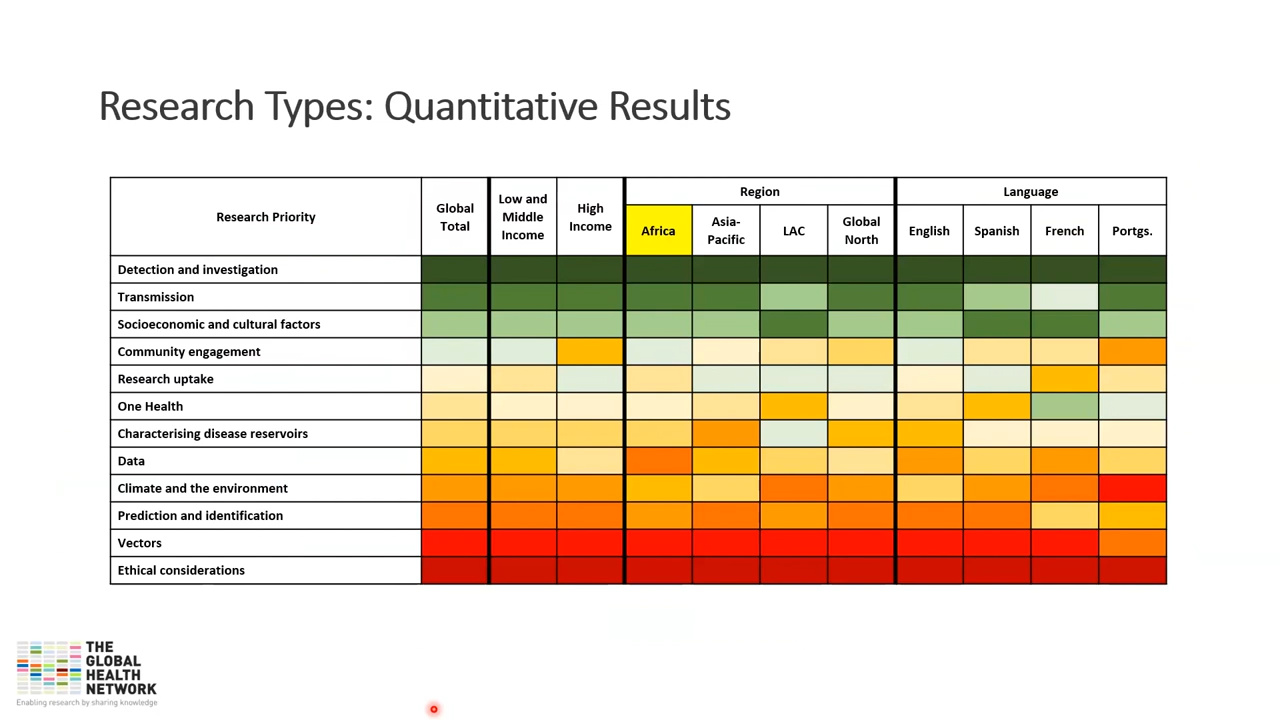 Research Types: Quantitative Results
Research Priority
Global
Total
Low and
Middle
Income
High
Income
Region
Language
Africa
Asia-
Pacific
LAC
Global
North
English
Spanish
French
Portgs.
Detection and investigation
Transmission
Socioeconomic and cultural factors
Community engagement
Research uptake
One Health
Characterising disease reservoirs
Data
Climate and the environment
Prediction and identification
Vectors
Ethical considerations
THE
GLOBAL
HEALTH
NETWORK
Enabling research by sharing knowledge